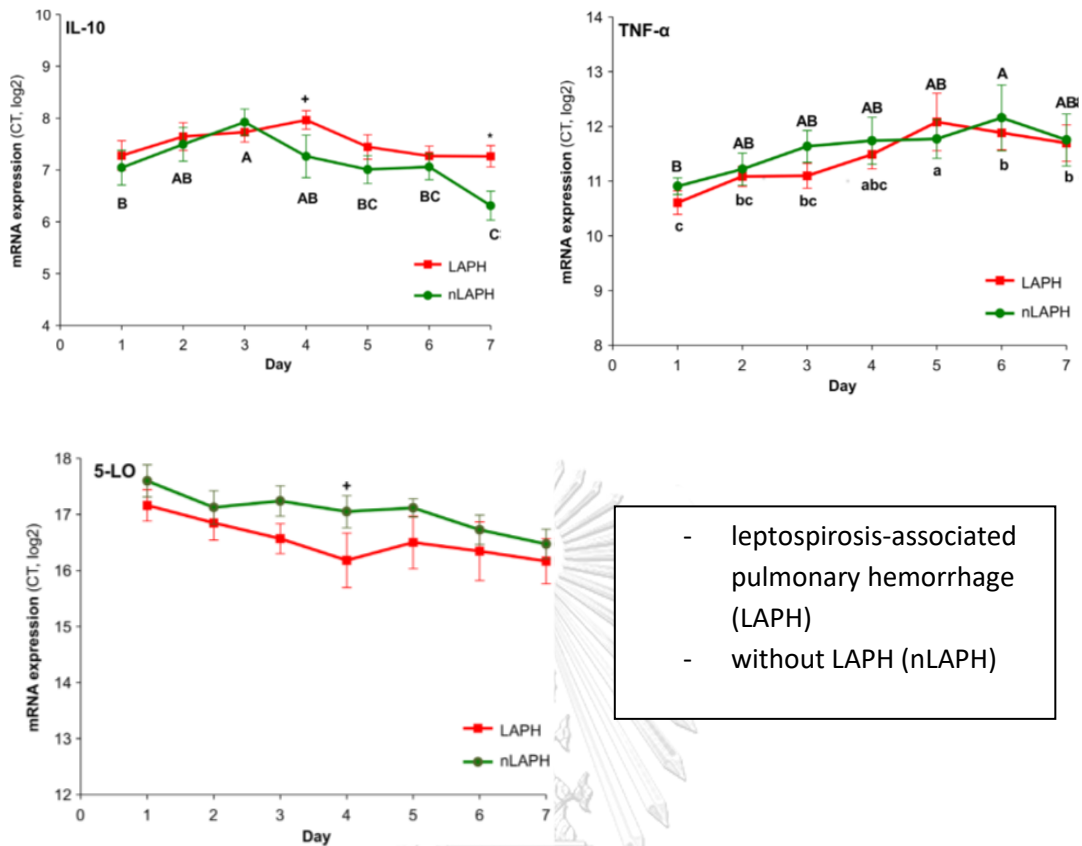 IL-10
mRNA expression (CT, log2)
10
9
8
7
6
5
4
+
*
A
B
AB
AB
BC
BC
C
LAPH
nLAPH
0 1 2 3 4 5 6 7
Day
TNF-α
mRNA expression (CT, log2)
14
13
12
11
10
9
8
B AB AB AB AB A AB
c bc bc abc a b b
LAPH
nLAPH
0 1 2 3 4 5 6 7
Day
5-LO
mRNA expression (CT, log2)
18
17
16
15
14
13
12
+
LAPH
nLAPH
0 1 2 3 4 5 6 7
Day
- leptospirosis-associated
pulmonary hemorrhage
(LAPH)
- without LAPH (nLAPH)